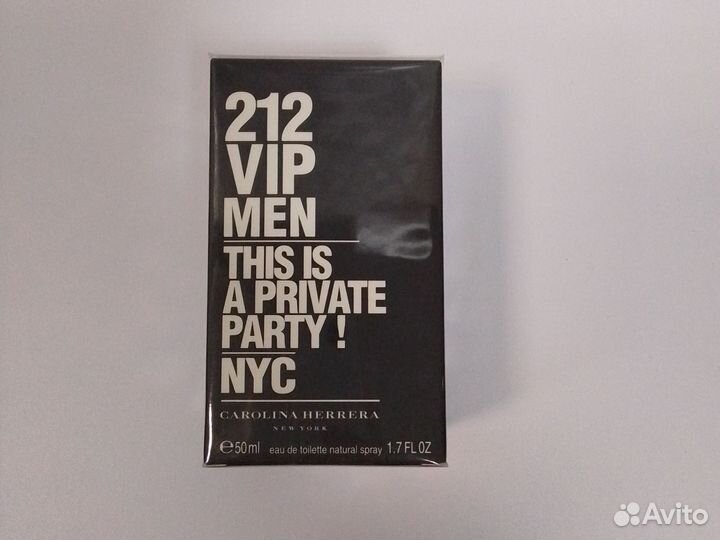 212
VIP
MEN
THIS IS
A PRIVATE
PARTY !
NYC
CAROLINA HERRERA
NEW YORK
℮50ml eau de toilette natural spray 1.7 FL OZ
Avito